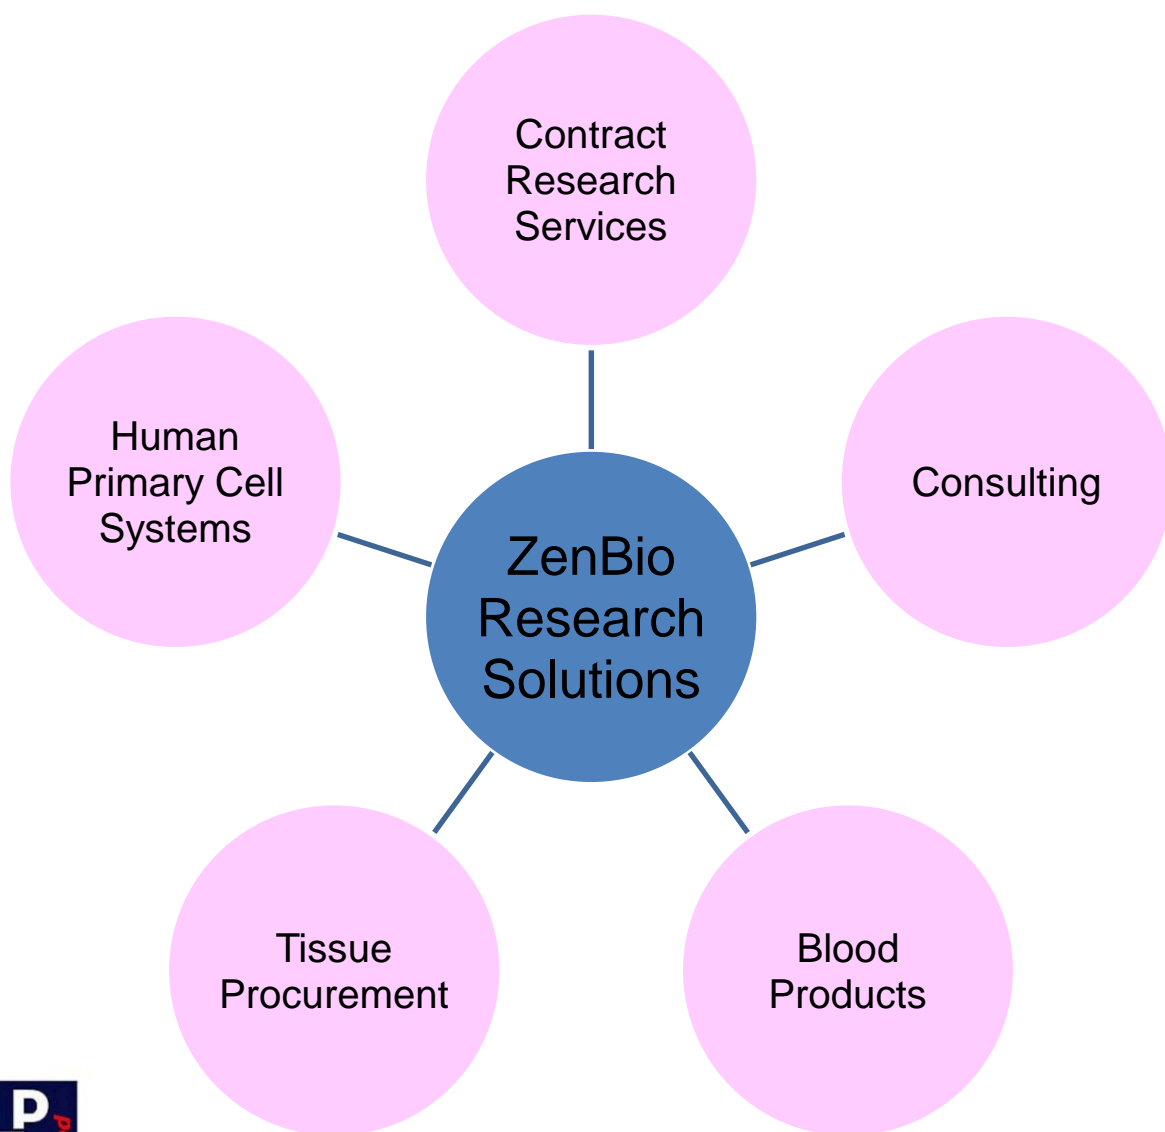 Contract
Research
Services
Human
Primary Cell
Systems
Consulting
ZenBio
Research
Solutions
Tissue
Procurement
Blood
Products
P